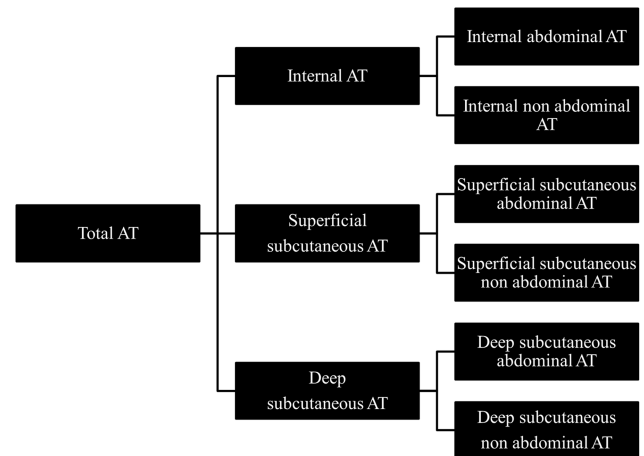 Total AT
Internal AT
Internal abdominal AT
Internal non abdominal
AT
Superficial
subcutaneous AT
Superficial subcutaneous
abdominal AT
Superficial subcutaneous
non abdominal AT
Deep
subcutaneous AT
Deep subcutaneous
abdominal AT
Deep subcutaneous
non abdominal AT